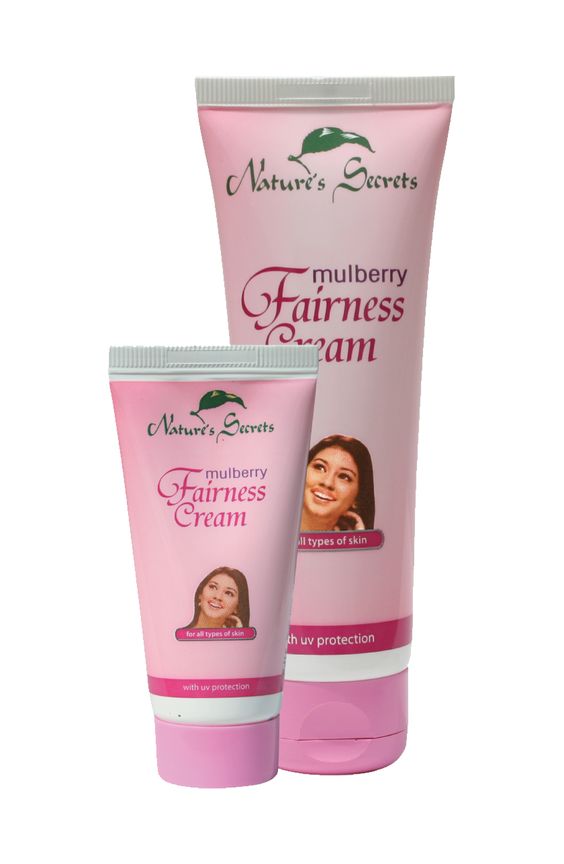 Nature's Secrets
mulberry
Fairness
Cream
all types of skin
with uv protection
Nature's Secrets
mulberry
Fairness
Cream
for all types of skin
with uv protection